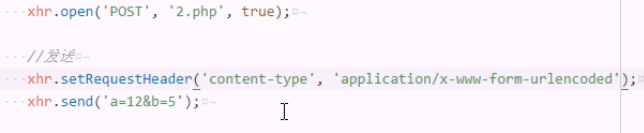 xhr.open('POST', '2.php', true);
//发送
xhr.setRequestHeader('content-type', 'application/x-www-form-urlencoded');
xhr.send('a=12&b=5');